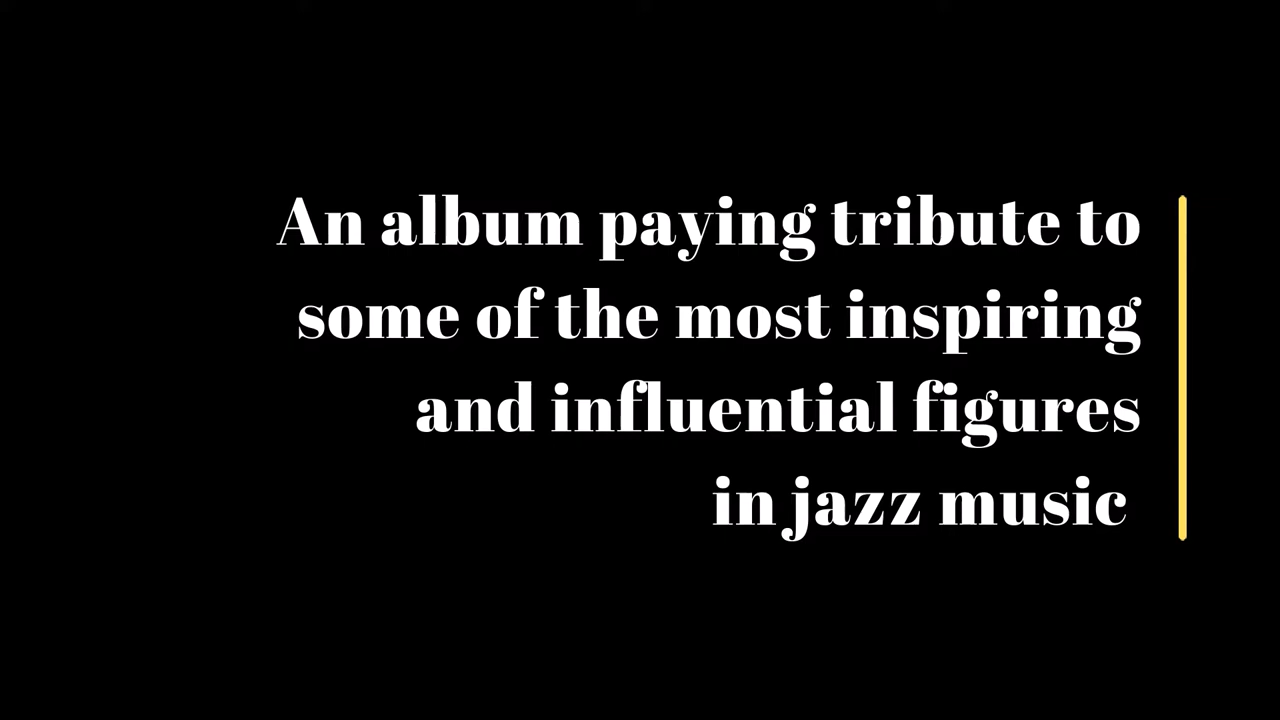 An album paying tribute to
some of the most inspiring
and influential figures
in jazz music